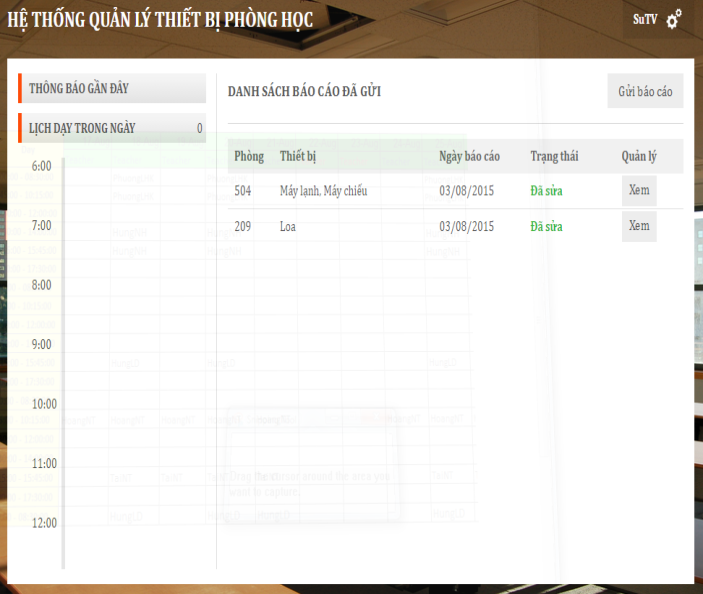 HỆ THỐNG QUẢN LÝ THIẾT BỊ PHÒNG HỌC
SuTV
THÔNG BÁO GẦN ĐÂY
LỊCH DẠY TRONG NGÀY 0
6:00
7:00
8:00
9:00
10:00
11:00
12:00
DANH SÁCH BÁO CÁO ĐÃ GỬI
Gửi báo cáo
Phòng Thiết bị Ngày báo cáo Trạng thái Quản lý
504 Máy lạnh, Máy chiếu 03/08/2015 Đã sửa Xem
209 Loa 03/08/2015 Đã sửa Xem